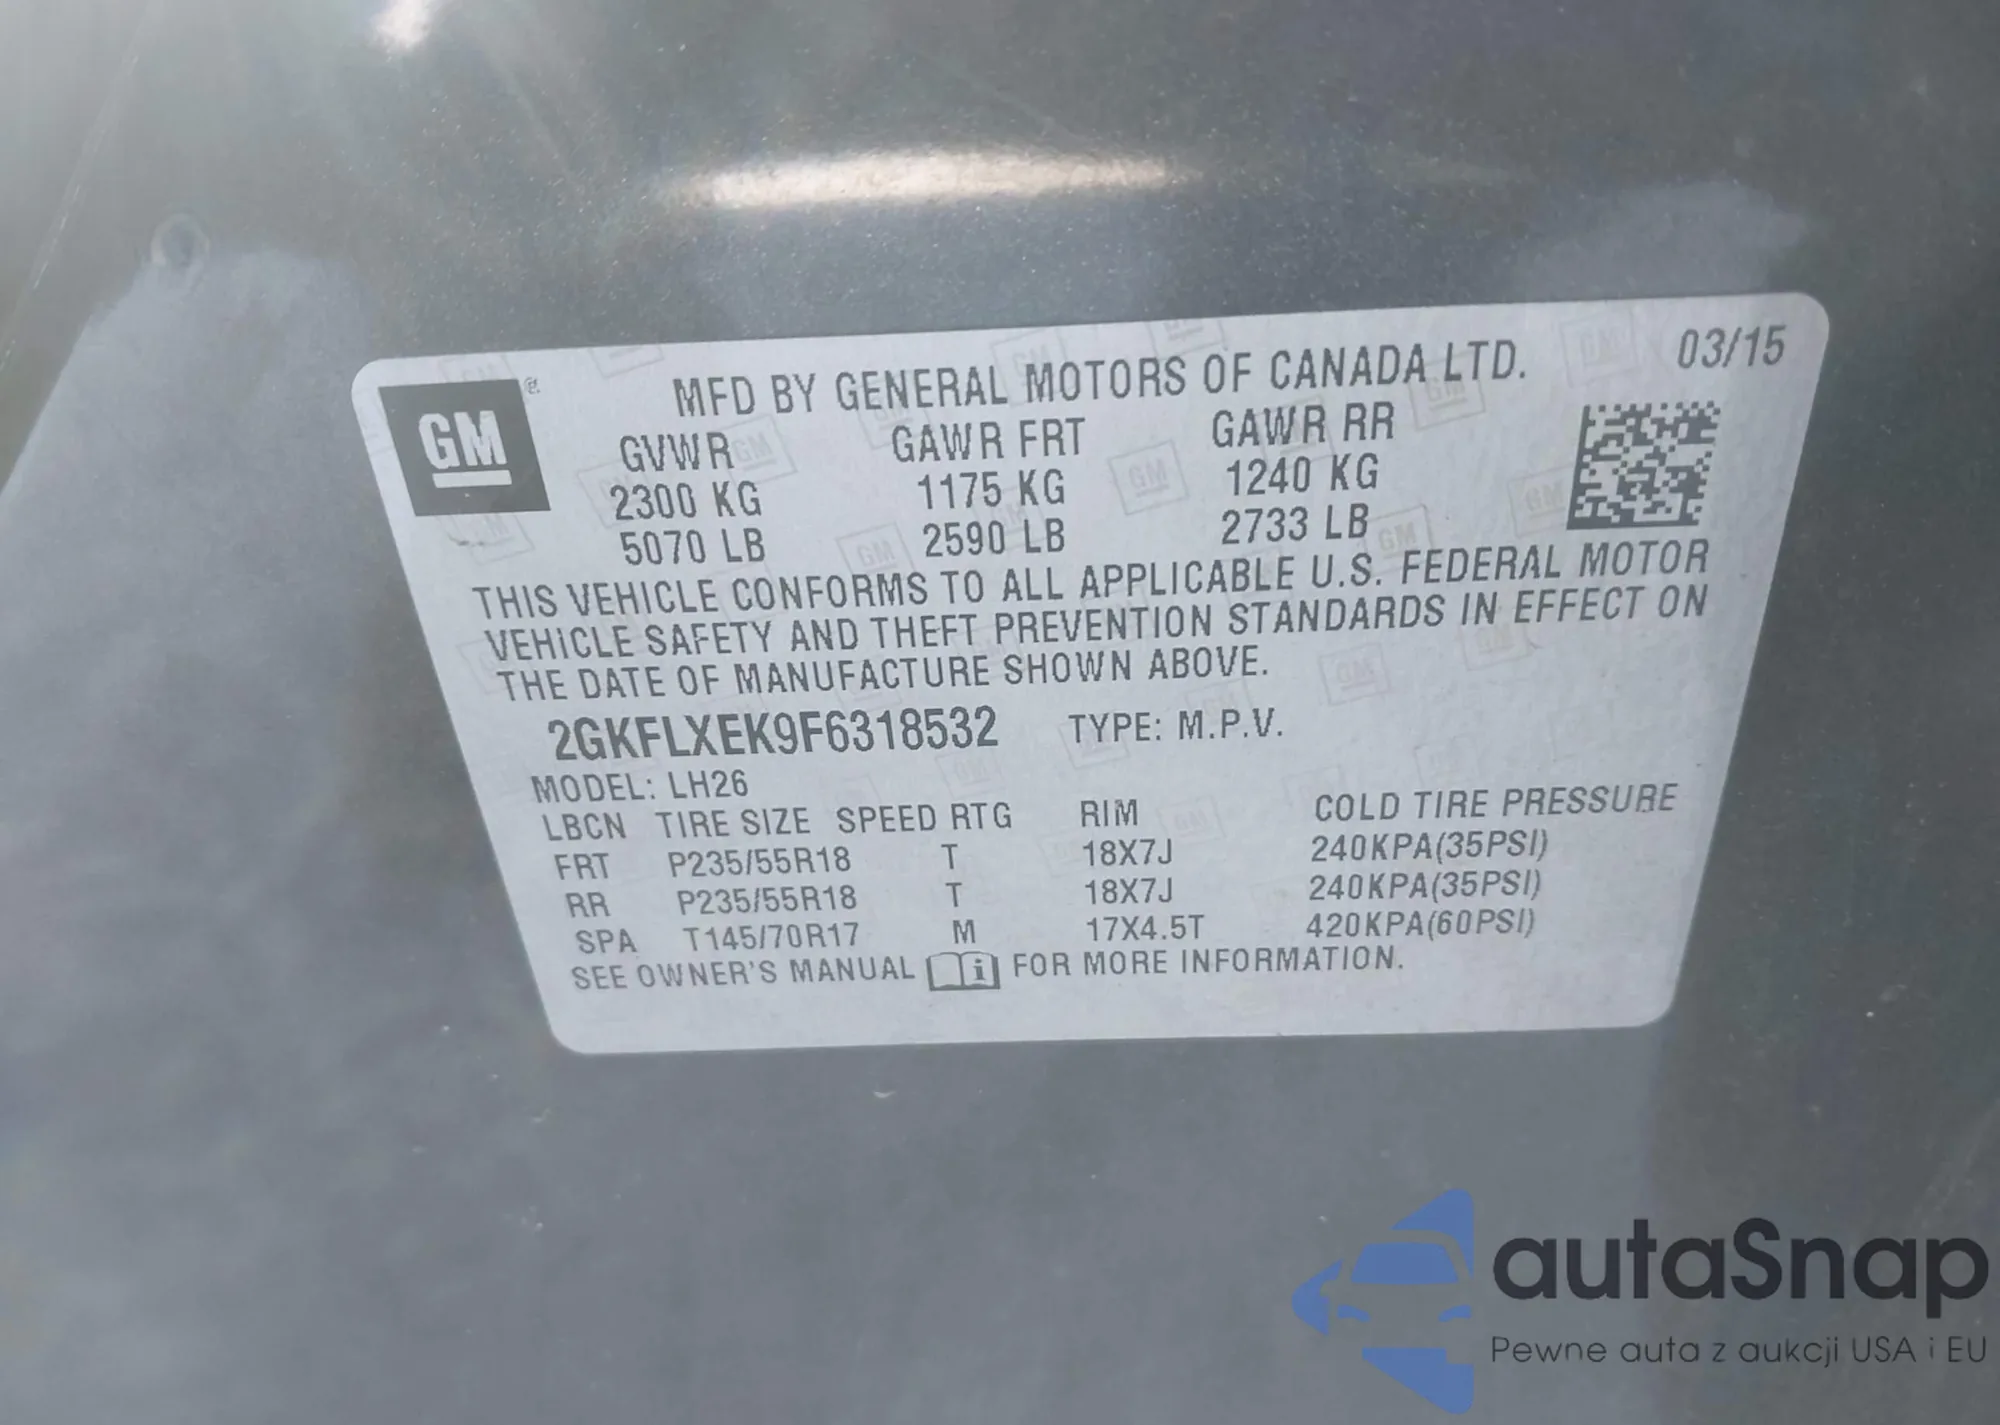 GM®
MFD BY GENERAL MOTORS OF CANADA LTD. 03/15
GVWR GAWR FRT GAWR RR
2300 KG 1175 KG 1240 KG
5070 LB 2590 LB 2733 LB
THIS VEHICLE CONFORMS TO ALL APPLICABLE U.S. FEDERAL MOTOR
VEHICLE SAFETY AND THEFT PREVENTION STANDARDS IN EFFECT ON
THE DATE OF MANUFACTURE SHOWN ABOVE.
2GKFLXEK9F6318532 TYPE: M.P.V.
MODEL: LH26
LBCN TIRE SIZE SPEED RTG RIM COLD TIRE PRESSURE
FRT P235/55R18 T 18X7J 240KPA(35PSI)
RR P235/55R18 T 18X7J 240KPA(35PSI)
SPA T145/70R17 M 17X4.5T 420KPA(60PSI)
SEE OWNER'S MANUAL i FOR MORE INFORMATION.
autaSnap
Pewne auta z aukcji USA i EU